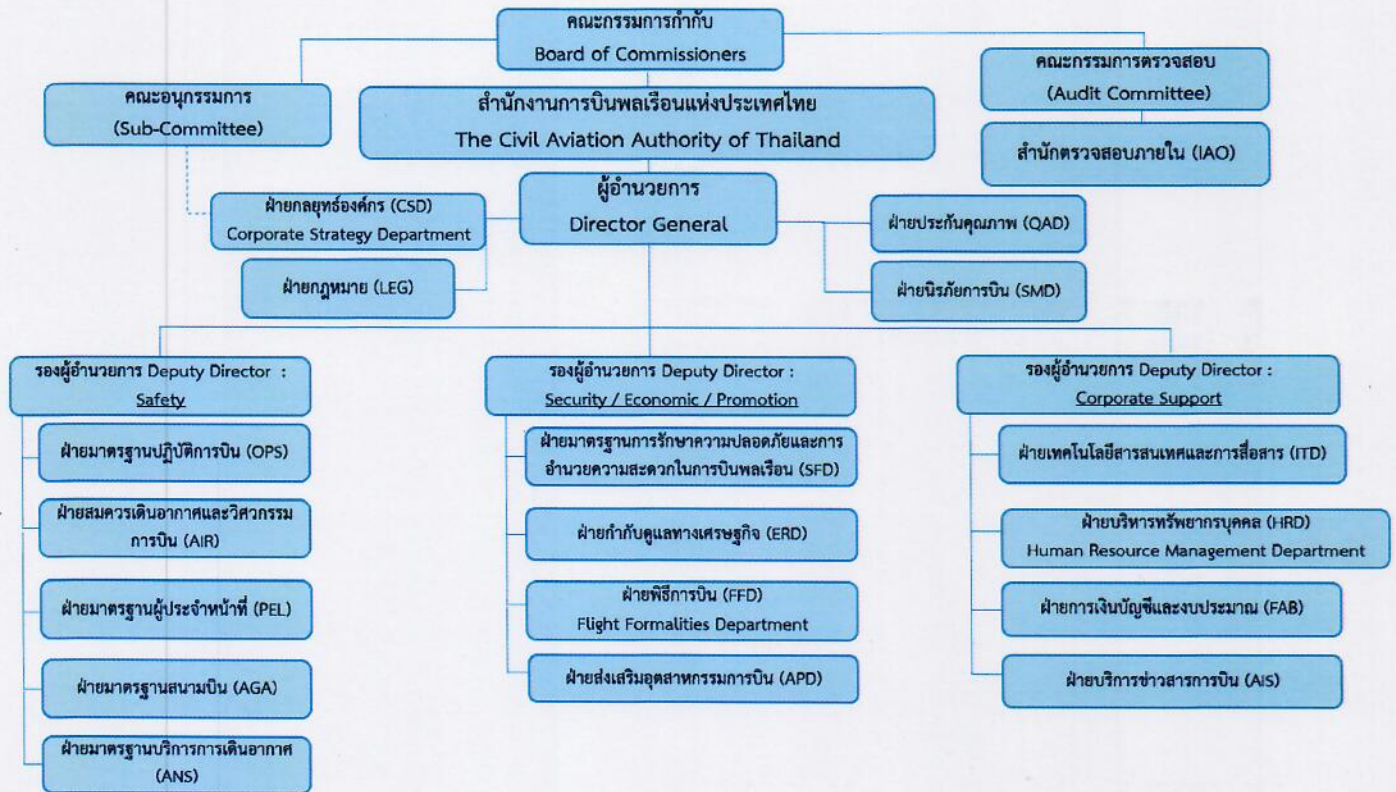 คณะกรรมการกำกับ
Board of Commissioners
คณะอนุกรรมการ
(Sub-Committee)
สำนักงานการบินพลเรือนแห่งประเทศไทย
The Civil Aviation Authority of Thailand
คณะกรรมการตรวจสอบ
(Audit Committee)
สำนักตรวจสอบภายใน (IAO)
ผู้อำนวยการ
Director General
ฝ่ายกลยุทธ์องค์กร (CSD)
Corporate Strategy Department
ฝ่ายกฎหมาย (LEG)
ฝ่ายประกันคุณภาพ (QAD)
ฝ่ายนิรภัยการบิน (SMD)
รองผู้อำนวยการ Deputy Director :
Safety
ฝ่ายมาตรฐานปฏิบัติการบิน (OPS)
ฝ่ายสมควรเดินอากาศและวิศวกรรม
การบิน (AIR)
ฝ่ายมาตรฐานผู้ประจำหน้าที่ (PEL)
ฝ่ายมาตรฐานสนามบิน (AGA)
ฝ่ายมาตรฐานบริการการเดินอากาศ
(ANS)
รองผู้อำนวยการ Deputy Director :
Security / Economic / Promotion
ฝ่ายมาตรฐานการรักษาความปลอดภัยและการ
อำนวยความสะดวกในการบินพลเรือน (SFD)
ฝ่ายกำกับดูแลทางเศรษฐกิจ (ERD)
ฝ่ายพิธีการบิน (FFD)
Flight Formalities Department
ฝ่ายส่งเสริมอุตสาหกรรมการบิน (APD)
รองผู้อำนวยการ Deputy Director :
Corporate Support
ฝ่ายเทคโนโลยีสารสนเทศและการสื่อสาร (ITD)
ฝ่ายบริหารทรัพยากรบุคคล (HRD)
Human Resource Management Department
ฝ่ายการเงินบัญชีและงบประมาณ (FAB)
ฝ่ายบริการข่าวสารการบิน (AIS)